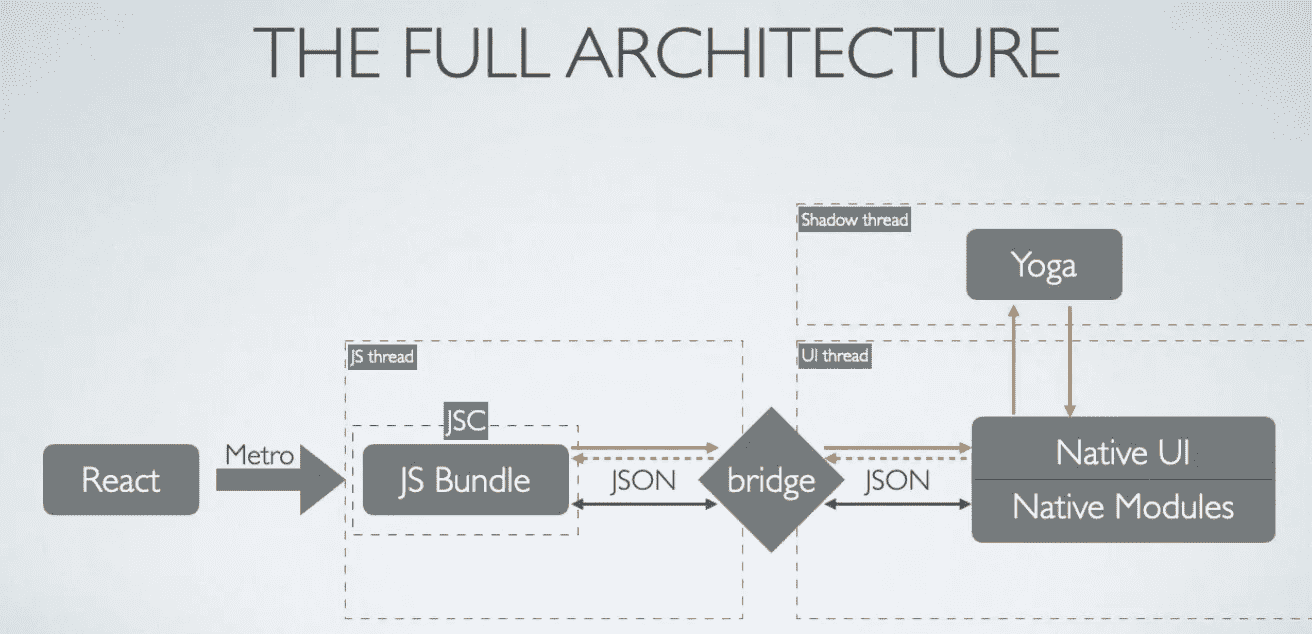 THE FULL ARCHITECTURE
Shadow thread
Yoga
JS thread
UI thread
JSC
React
Metro
JS Bundle
JSON
bridge
JSON
Native UI
Native Modules